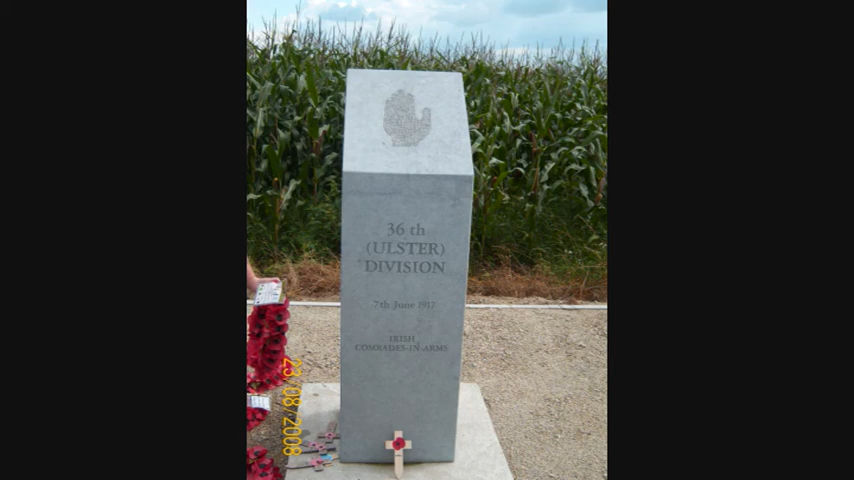 36 th
(ULSTER)
DIVISION
7th June 1917
IRISH
COMRADES-IN-ARMS
23/08/2008